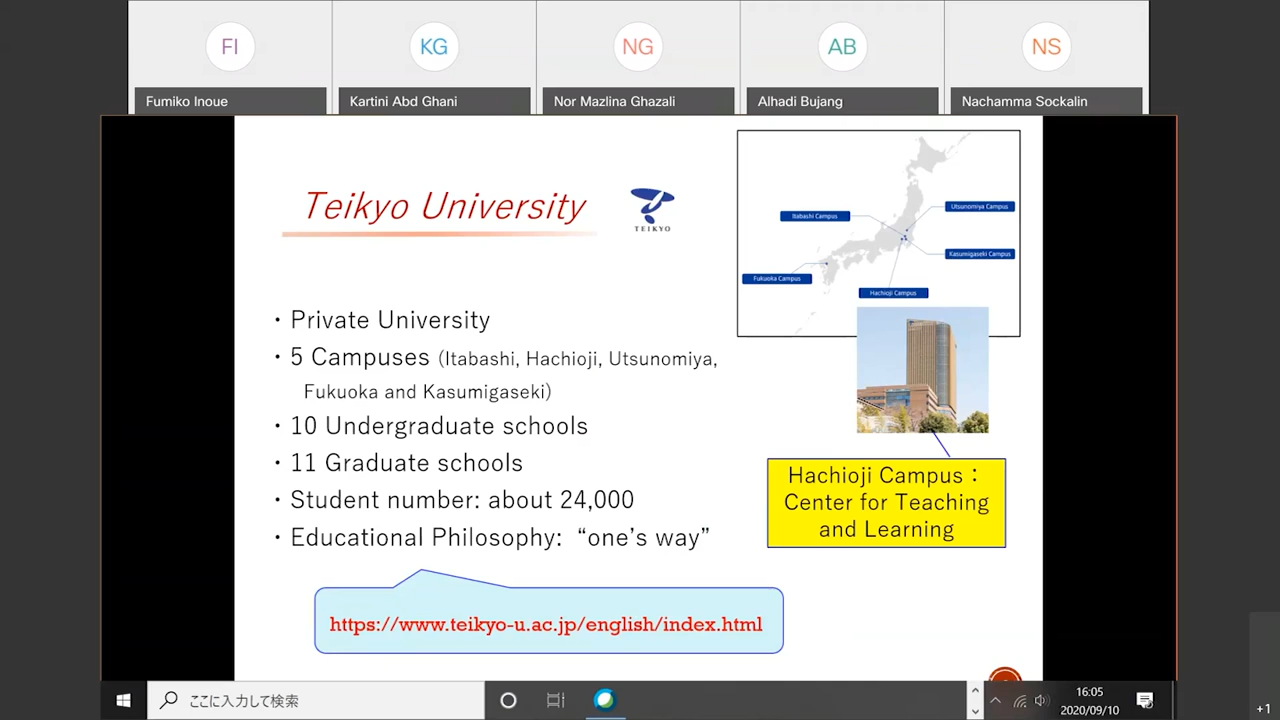 FI
KG
NG
AB
NS
Fumiko Inoue
Kartini Abd Ghani
Nor Mazlina Ghazali
Alhadi Bujang
Nachamma Sockalin
Teikyo University
TEIKYO
Itabashi Campus
Utsunomiya Campus
Kasumigaseki Campus
Fukuoka Campus
Hachioji Campus
・Private University
・5 Campuses (Itabashi, Hachioji, Utsunomiya,
Fukuoka and Kasumigaseki)
・10 Undergraduate schools
・11 Graduate schools
・Student number: about 24,000
・Educational Philosophy: “one’s way”
Hachioji Campus：
Center for Teaching
and Learning
https://www.teikyo-u.ac.jp/english/index.html
ここに入力して検索
16:05
2020/09/10
+1